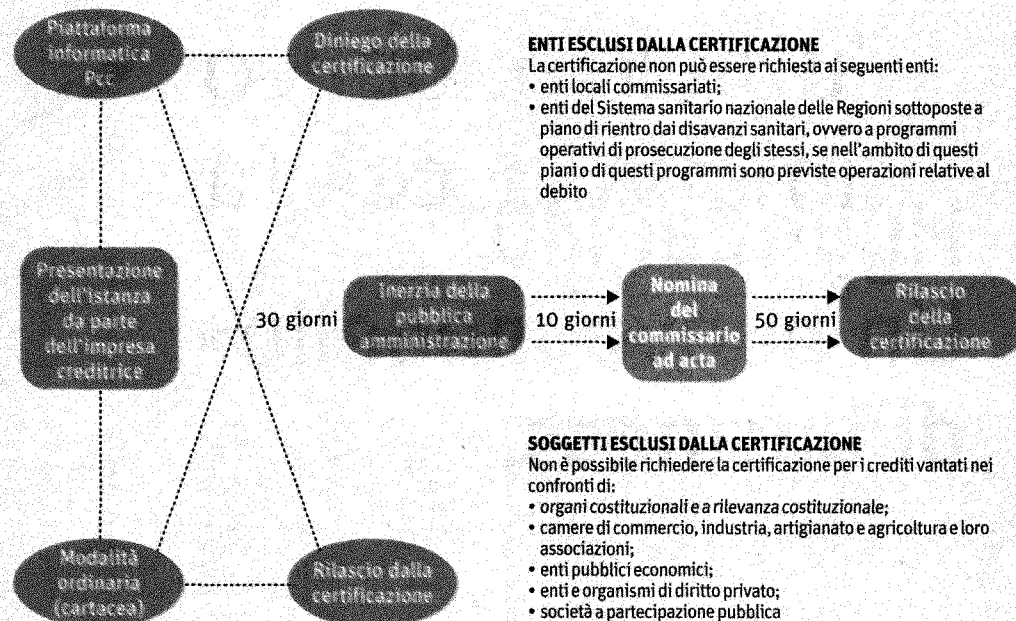 Piattaforma
informatica
Pcc
Diniego della
certificazione
ENTI ESCLUSI DALLA CERTIFICAZIONE
La certificazione non può essere richiesta ai seguenti enti:
• enti locali commissariati;
• enti del Sistema sanitario nazionale delle Regioni sottoposte a
piano di rientro dai disavanzi sanitari, ovvero a programmi
operativi di prosecuzione degli stessi, se nell'ambito di questi
piani o di questi programmi sono previste operazioni relative al
debito
Presentazione
dell'istanza
da parte
dell'impresa
creditrice
30 giorni
Inerzia della
pubblica
amministrazione
10 giorni
Nomina
del
commissario
ad acta
50 giorni
Rilascio
della
certificazione
SOGGETTI ESCLUSI DALLA CERTIFICAZIONE
Non è possibile richiedere la certificazione per i crediti vantati nei
confronti di:
• organi costituzionali e a rilevanza costituzionale;
• camere di commercio, industria, artigianato e agricoltura e loro
associazioni;
• enti pubblici economici;
• enti e organismi di diritto privato;
• società a partecipazione pubblica
Modalità
ordinaria
(cartacea)
Rilascio dalla
certificazione